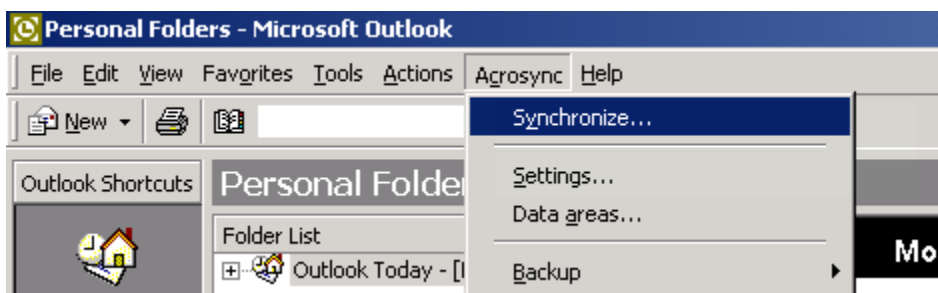 Personal Folders - Microsoft Outlook
File Edit View Favorites Tools Actions Acrosync Help
New
Synchronize...
Outlook Shortcuts
Personal Folde
Settings...
Data areas...
Folder List
Mo
Outlook Today - [
Backup